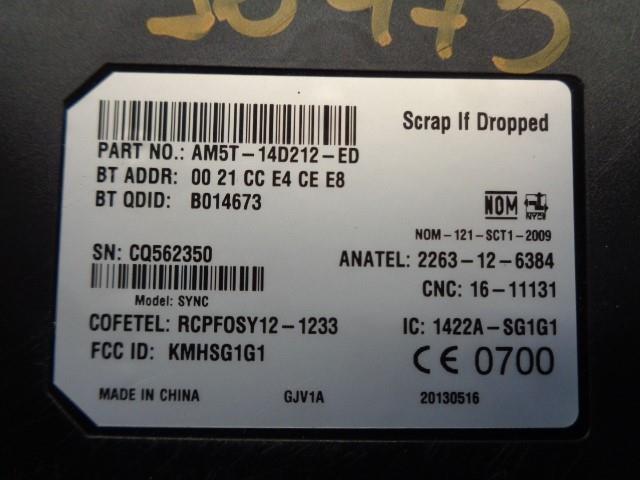 Scrap If Dropped
PART NO.: AM5T-14D212-ED
BT ADDR: 00 21 CC E4 CE E8
BT QDID: B014673
NOM NYCE
NOM-121-SCT1-2009
SN: CQ562350
ANATEL: 2263-12-6384
CNC: 16-11131
Model: SYNC
COFETEL: RCPFOSY12-1233
IC: 1422A-SG1G1
FCC ID: KMHSG1G1
CE 0700
MADE IN CHINA GJV1A 20130516